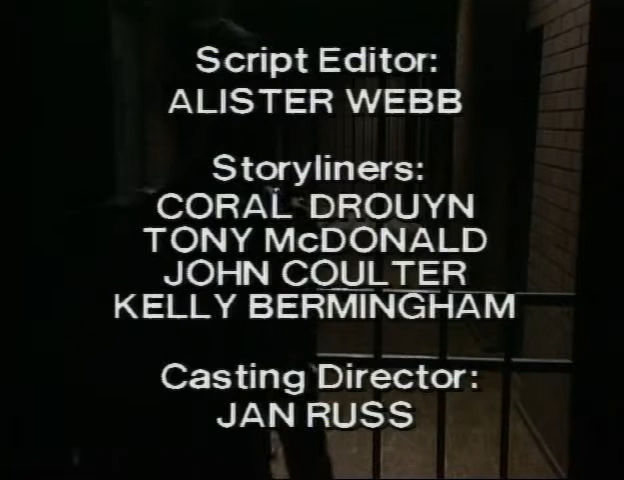 Script Editor:
ALISTER WEBB
Storyliners:
CORAL DROUYN
TONY McDONALD
JOHN COULTER
KELLY BERMINGHAM
Casting Director:
JAN RUSS